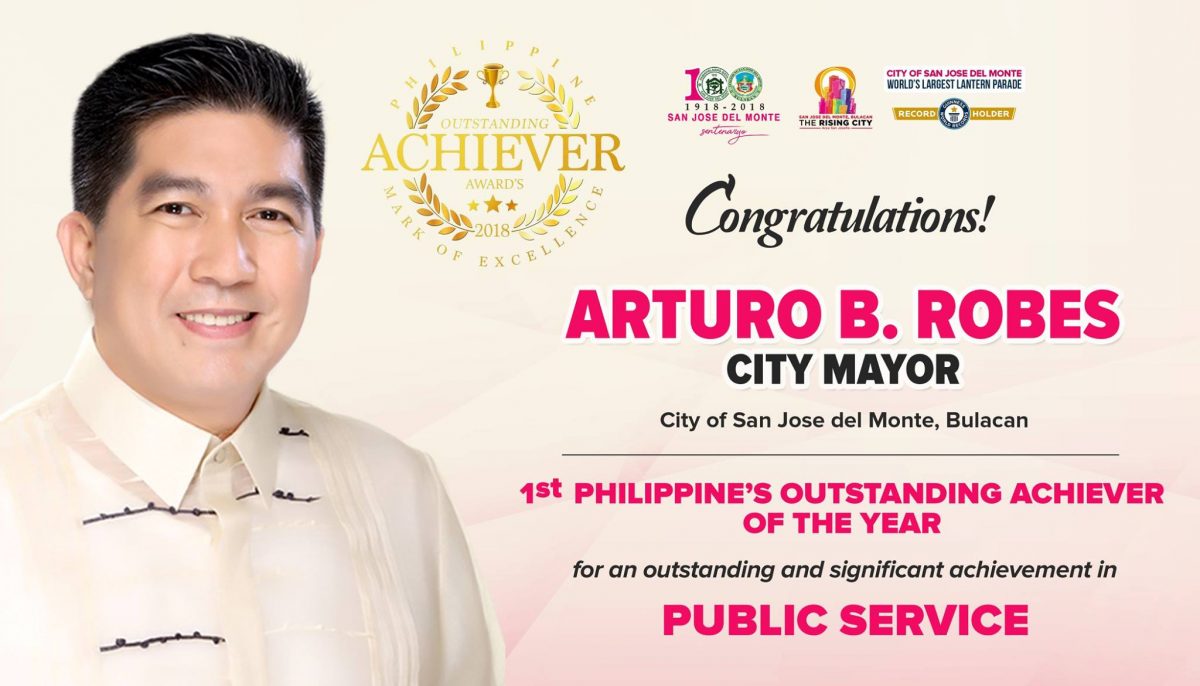 PHILIPPINE
OUTSTANDING
ACHIEVER
AWARD'S
2018
MARK OF EXCELLENCE
1918 - 2018
SAN JOSE DEL MONTE
sentenaryo
SAN JOSE DEL MONTE, BULACAN
THE RISING CITY
CITY OF SAN JOSE DEL MONTE
WORLD'S LARGEST LANTERN PARADE
RECORD HOLDER
Congratulations!
ARTURO B. ROBES
CITY MAYOR
City of San Jose del Monte, Bulacan
1st PHILIPPINE'S OUTSTANDING ACHIEVER
OF THE YEAR
for an outstanding and significant achievement in
PUBLIC SERVICE